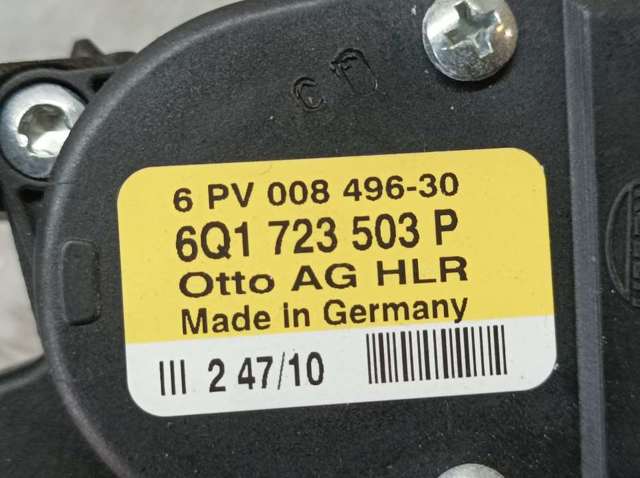 6 PV 008 496-30
6Q1 723 503 P
Otto AG HLR
Made in Germany
III 2 47/10